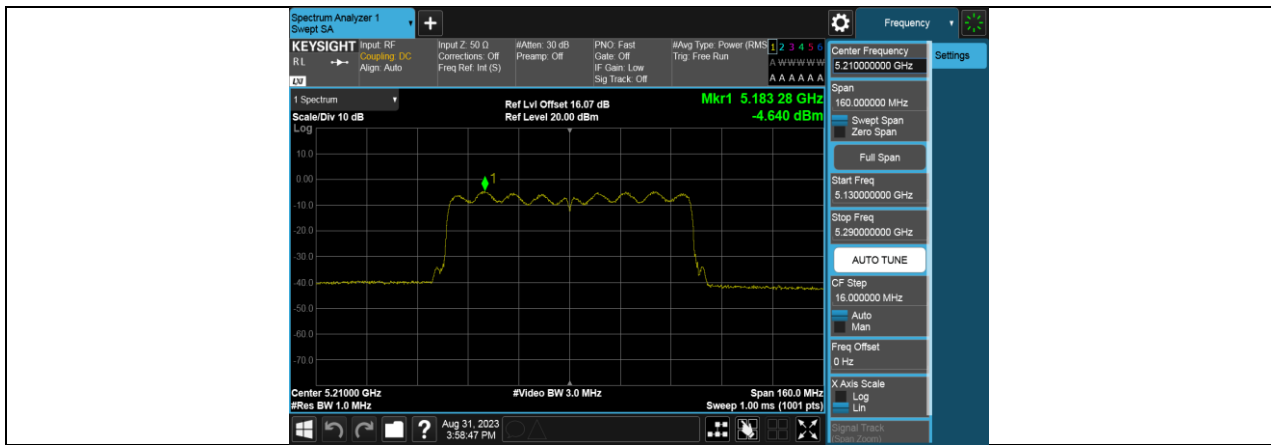 Spectrum Analyzer 1
Swept SA
+
Frequency
KEYSIGHT
RL
LXI
Input: RF
Coupling: DC
Align: Auto
Input Z: 50 Ω
Corrections: Off
Freq Ref: Int (S)
#Atten: 30 dB
Preamp: Off
PNO: Fast
Gate: Off
IF Gain: Low
Sig Track: Off
#Avg Type: Power (RMS
Trig: Free Run
1 2 3 4 5 6
A W W W W W
A A A A A A
1 Spectrum
Scale/Div 10 dB
Log
Ref Lvl Offset 16.07 dB
Ref Level 20.00 dBm
Mkr1 5.183 28 GHz
-4.640 dBm
10.0
0.00
-10.0
-20.0
-30.0
-40.0
-50.0
-60.0
-70.0
1
Center 5.21000 GHz
#Res BW 1.0 MHz
#Video BW 3.0 MHz
Span 160.0 MHz
Sweep 1.00 ms (1001 pts)
Aug 31, 2023
3:58:47 PM
?
Center Frequency
5.210000000 GHz
Settings
Span
160.000000 MHz
Swept Span
Zero Span
Full Span
Start Freq
5.130000000 GHz
Stop Freq
5.290000000 GHz
AUTO TUNE
CF Step
16.000000 MHz
Auto
Man
Freq Offset
0 Hz
X Axis Scale
Log
Lin
Signal Track
(Span Zoom)